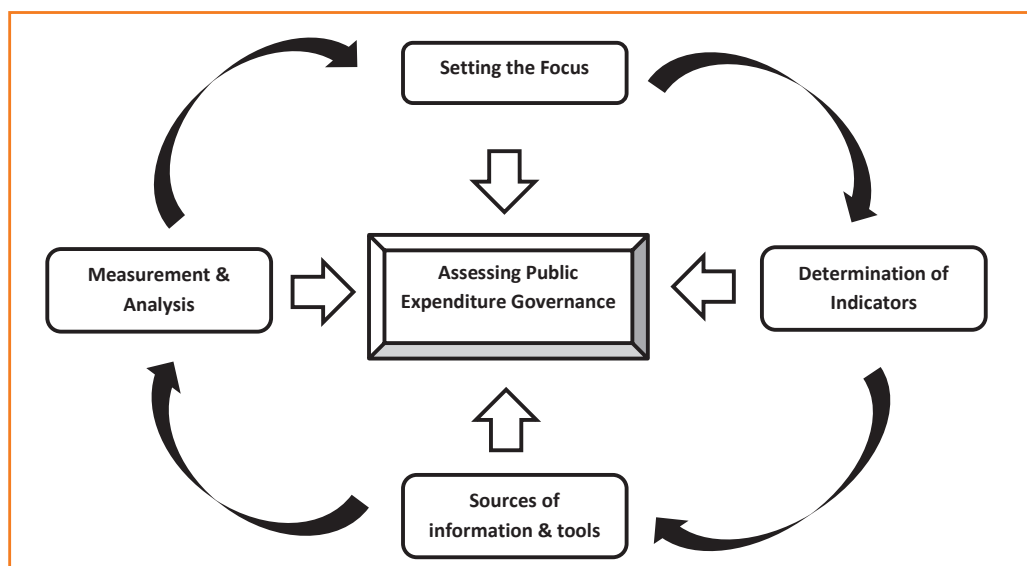 Setting the Focus
Measurement &
Analysis
Assessing Public
Expenditure Governance
Determination of
Indicators
Sources of
information & tools